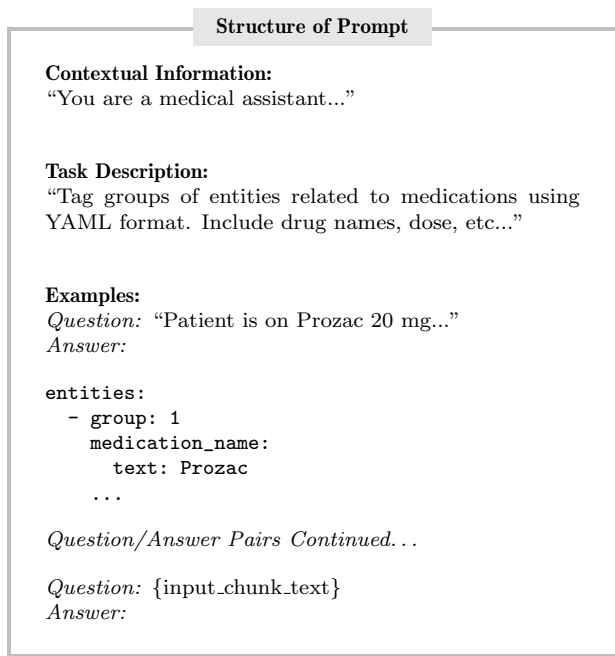 Structure of Prompt
Contextual Information:
“You are a medical assistant...”
Task Description:
“Tag groups of entities related to medications using
YAML format. Include drug names, dose, etc...”
Examples:
Question: “Patient is on Prozac 20 mg...”
Answer:
entities:
  - group: 1
    medication_name:
      text: Prozac
    ...
Question/Answer Pairs Continued...
Question: {input_chunk_text}
Answer: